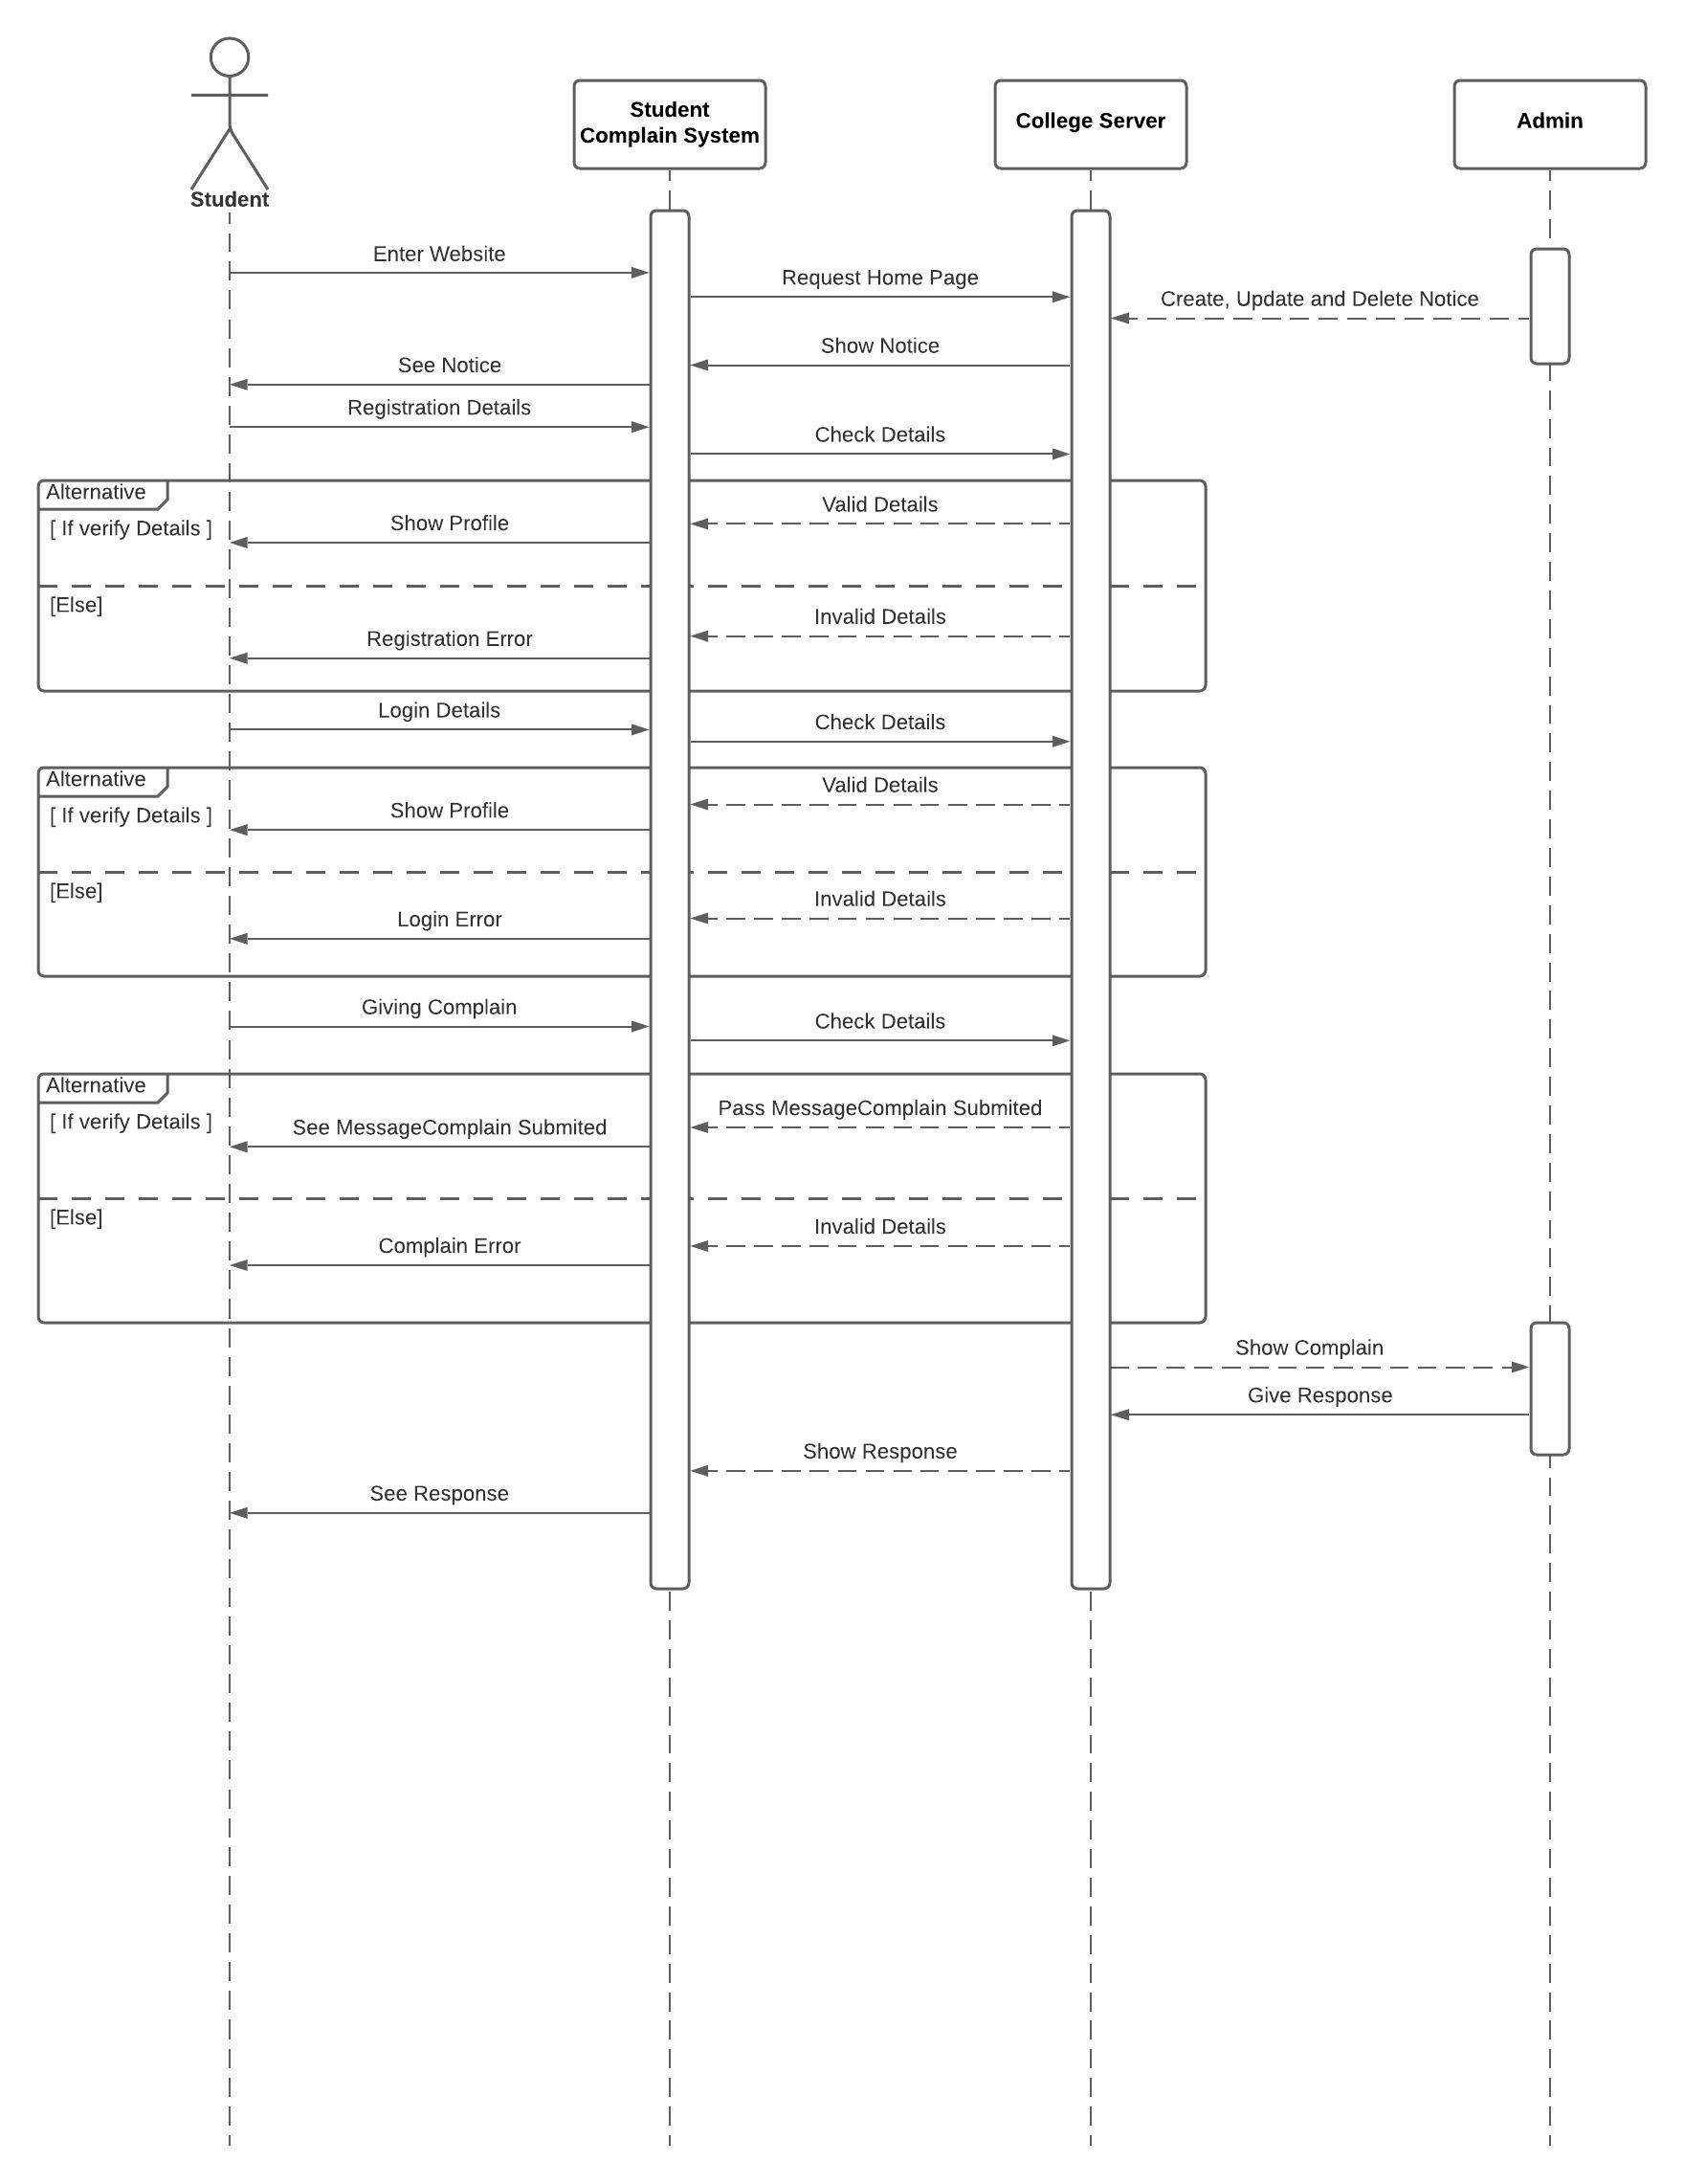 Student
Complain System
College Server
Admin
Student
Enter Website
Request Home Page
Create, Update and Delete Notice
Show Notice
See Notice
Registration Details
Check Details
Alternative
Valid Details
[ If verify Details ]
Show Profile
[Else]
Invalid Details
Registration Error
Login Details
Check Details
Alternative
Valid Details
[ If verify Details ]
Show Profile
[Else]
Invalid Details
Login Error
Giving Complain
Check Details
Alternative
Pass MessageComplain Submited
[ If verify Details ]
See MessageComplain Submited
[Else]
Invalid Details
Complain Error
Show Complain
Give Response
Show Response
See Response